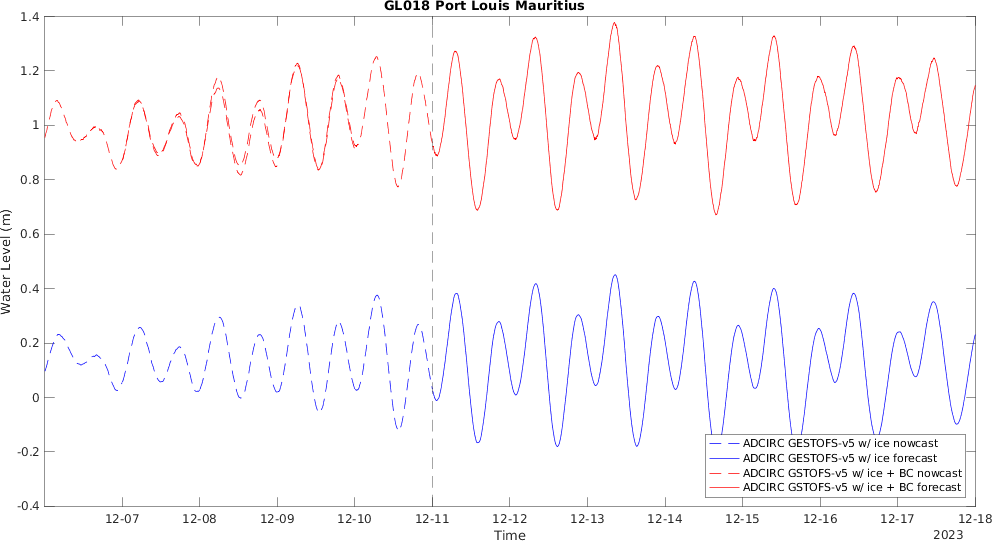 GL018 Port Louis Mauritius
1.4
1.2
1
0.8
0.6
0.4
0.2
0
-0.2
-0.4
Water Level (m)
12-07 12-08 12-09 12-10 12-11 12-12 12-13 12-14 12-15 12-16 12-17 12-18
Time
2023
ADCIRC GESTOFS-v5 w/ ice nowcast
ADCIRC GESTOFS-v5 w/ ice forecast
ADCIRC GSTOFS-v5 w/ ice + BC nowcast
ADCIRC GSTOFS-v5 w/ ice + BC forecast